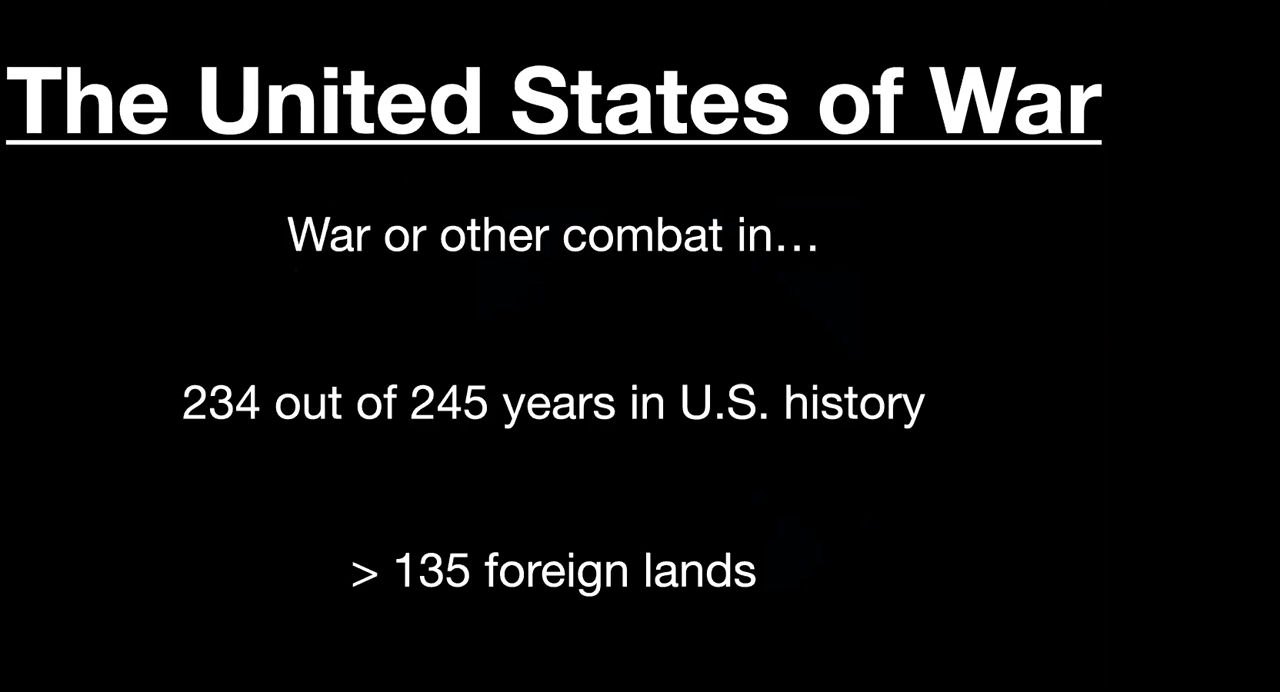 The United States of War
War or other combat in…
234 out of 245 years in U.S. history
> 135 foreign lands